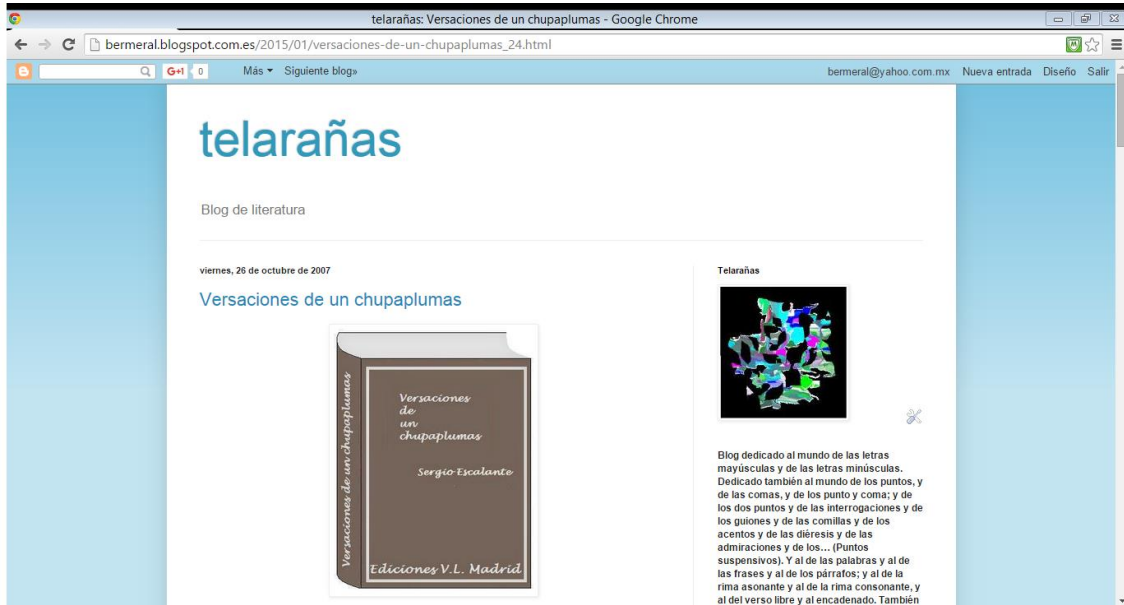 telarañas: Versaciones de un chupaplumas - Google Chrome
bermeral.blogspot.com.es/2015/01/versaciones-de-un-chupaplumas_24.html
G+1 0 Más Siguiente blog» bermeral@yahoo.com.mx Nueva entrada Diseño Salir
telarañas
Blog de literatura
viernes, 26 de octubre de 2007
Versaciones de un chupaplumas
Versaciones de un chupaplumas
Versaciones
de
un
chupaplumas
Sergio Escalante
Ediciones V.L. Madrid
Telarañas
Blog dedicado al mundo de las letras
mayúsculas y de las letras minúsculas.
Dedicado también al mundo de los puntos, y
de las comas, y de los punto y coma; y de
los dos puntos y de las interrogaciones y de
los guiones y de las comillas y de los
acentos y de las diéresis y de las
admiraciones y de los... (Puntos
suspensivos). Y al de las palabras y al de
las frases y al de los párrafos; y al de la
rima asonante y al de la rima consonante, y
al del verso libre y al encadenado. También